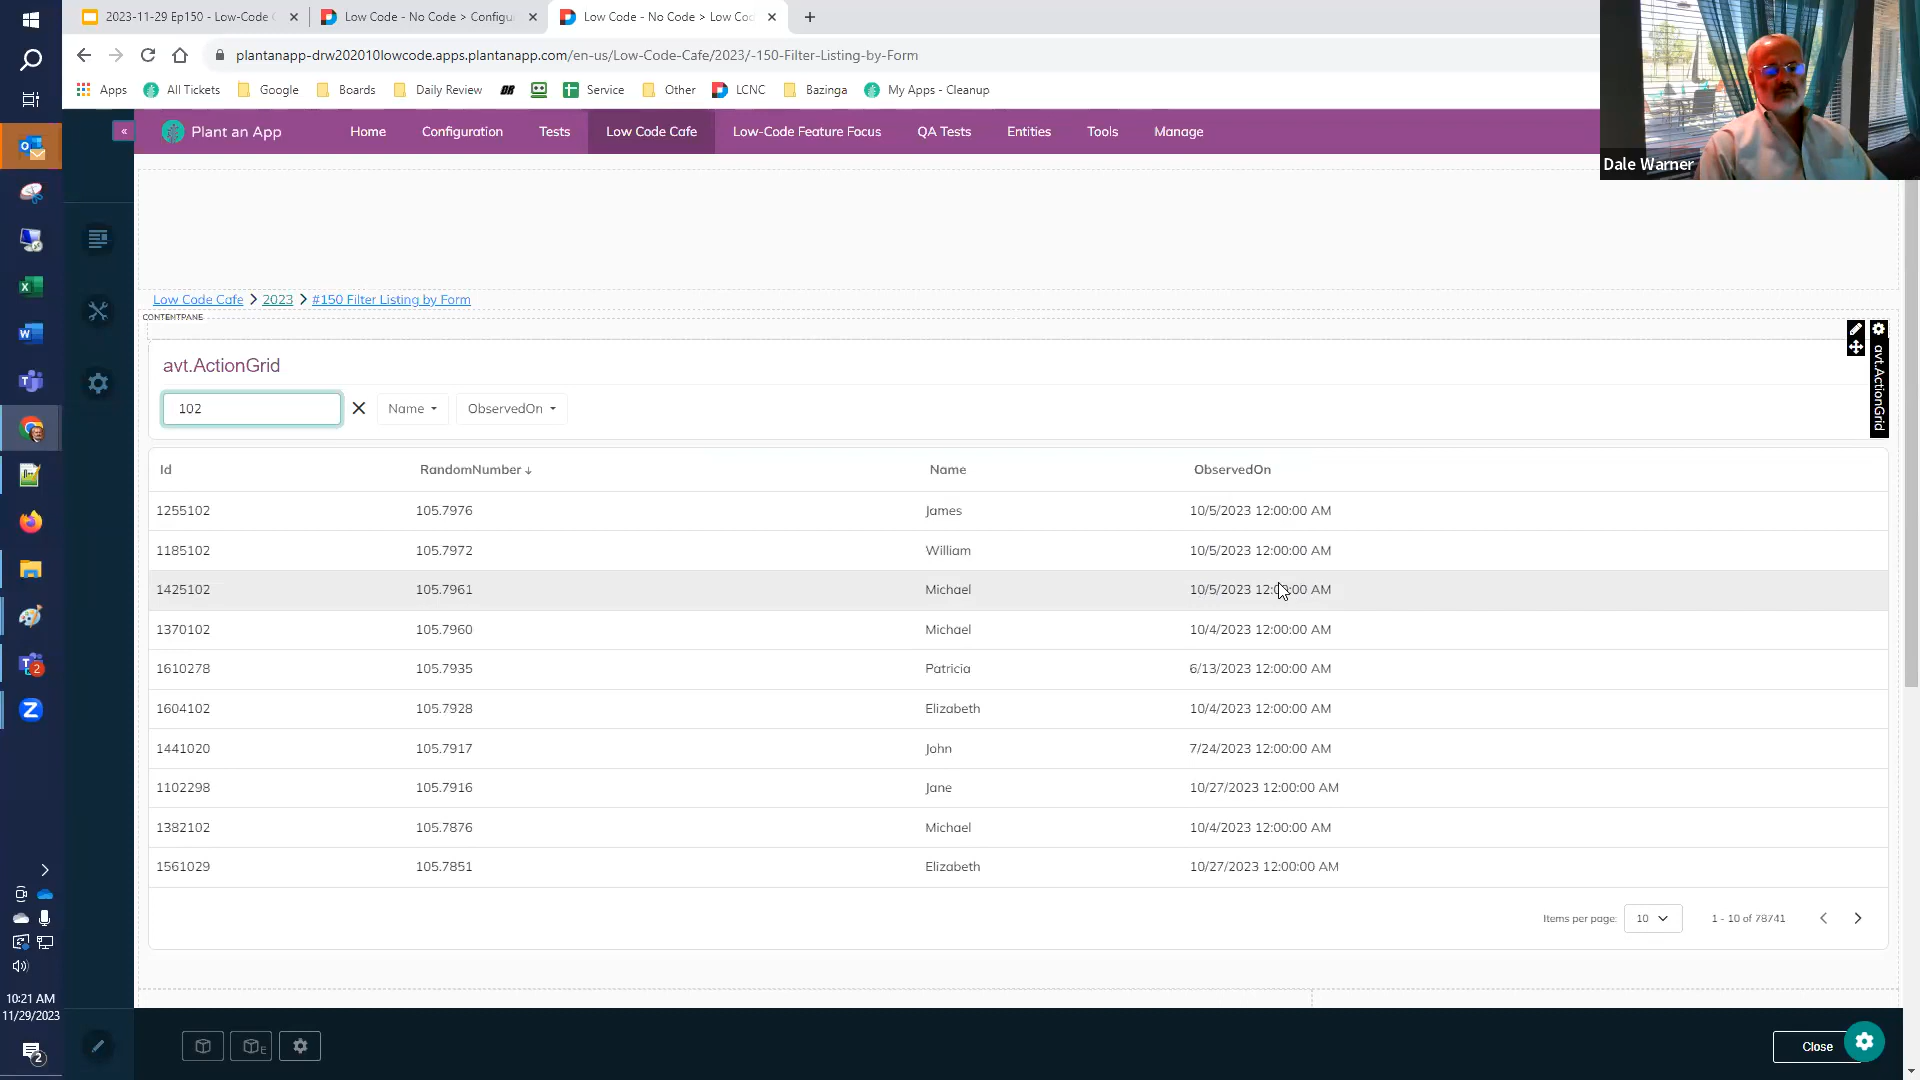 2023-11-29 Ep150 - Low-Code
Low Code - No Code > Configu
Low Code - No Code > Low Co
plantanapp-drw202010lowcode.apps.plantanapp.com/en-us/Low-Code-Cafe/2023/-150-Filter-Listing-by-Form
Apps All Tickets Google Boards Daily Review DR Service Other LCNC Bazinga My Apps - Cleanup
Plant an App Home Configuration Tests Low Code Cafe Low-Code Feature Focus QA Tests Entities Tools Manage
Dale Warner
Low Code Cafe > 2023 > #150 Filter Listing by Form
CONTENTPANE
avt.ActionGrid
avt.ActionGrid
102 Name ObservedOn
Id RandomNumber ↓ Name ObservedOn
1255102 105.7976 James 10/5/2023 12:00:00 AM
1185102 105.7972 William 10/5/2023 12:00:00 AM
1425102 105.7961 Michael 10/5/2023 12:00:00 AM
1370102 105.7960 Michael 10/4/2023 12:00:00 AM
1610278 105.7935 Patricia 6/13/2023 12:00:00 AM
1604102 105.7928 Elizabeth 10/4/2023 12:00:00 AM
1441020 105.7917 John 7/24/2023 12:00:00 AM
1102298 105.7916 Jane 10/27/2023 12:00:00 AM
1382102 105.7876 Michael 10/4/2023 12:00:00 AM
1561029 105.7851 Elizabeth 10/27/2023 12:00:00 AM
Items per page: 10 1 - 10 of 78741
10:21 AM
11/29/2023
2
E
Close